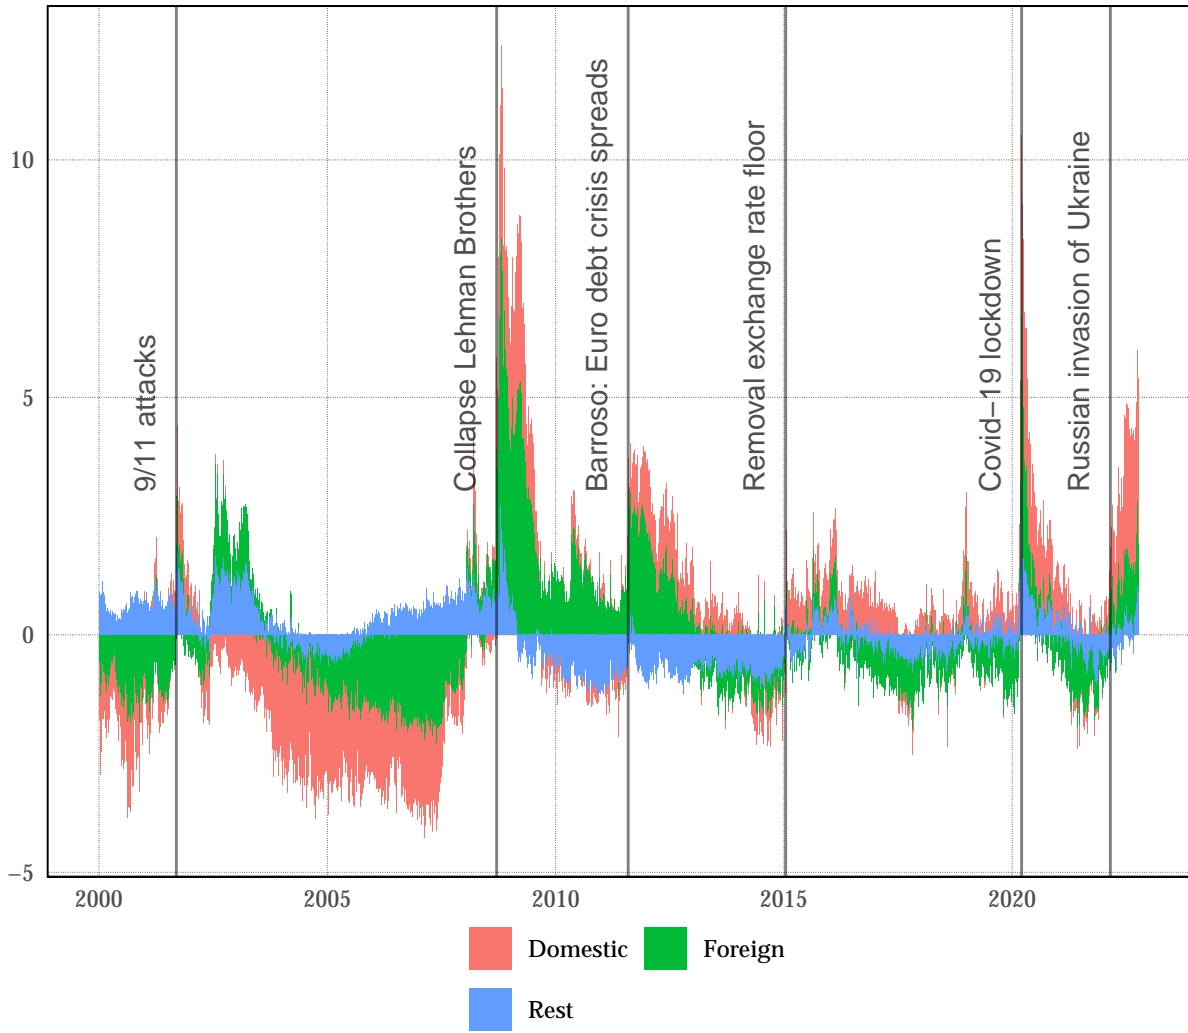 10
5
0
−5
9/11 attacks
Collapse Lehman Brothers
Barroso: Euro debt crisis spreads
Removal exchange rate floor
Covid−19 lockdown
Russian invasion of Ukraine
2000
2005
2010
2015
2020
Domestic
Foreign
Rest